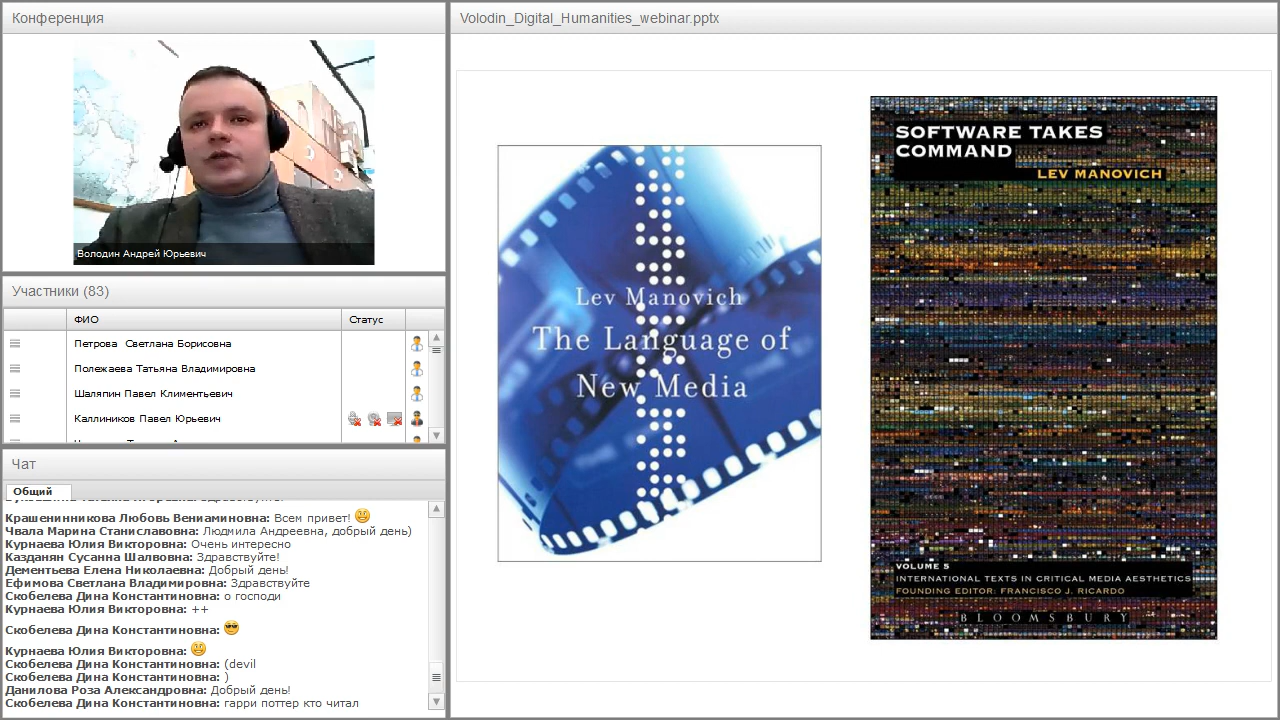 Конференция
Володин Андрей Юрьевич
Участники (83)
ФИО Статус
Петрова Светлана Борисовна
Полежаева Татьяна Владимировна
Шаляпин Павел Климентьевич
Каллиников Павел Юрьевич
Чат
Общий
Крашенинникова Любовь Вениаминовна: Всем привет!
Чвала Марина Станиславовна: Людмила Андреевна, добрый день)
Курнаева Юлия Викторовна: Очень интересно
Казданян Сусанна Шалвовна: Здравствуйте!
Дементьева Елена Николаевна: Добрый день!
Ефимова Светлана Владимировна: Здравствуйте
Скобелева Дина Константиновна: о господи
Курнаева Юлия Викторовна: ++
Скобелева Дина Константиновна:
Курнаева Юлия Викторовна:
Скобелева Дина Константиновна: (devil
Скобелева Дина Константиновна: )
Данилова Роза Александровна: Добрый день!
Скобелева Дина Константиновна: гарри поттер кто читал
Volodin_Digital_Humanities_webinar.pptx
Lev Manovich
The Language of
New Media
SOFTWARE TAKES
COMMAND
LEV MANOVICH
VOLUME 5
INTERNATIONAL TEXTS IN CRITICAL MEDIA AESTHETICS
FOUNDING EDITOR: FRANCISCO J. RICARDO
BLOOMSBURY